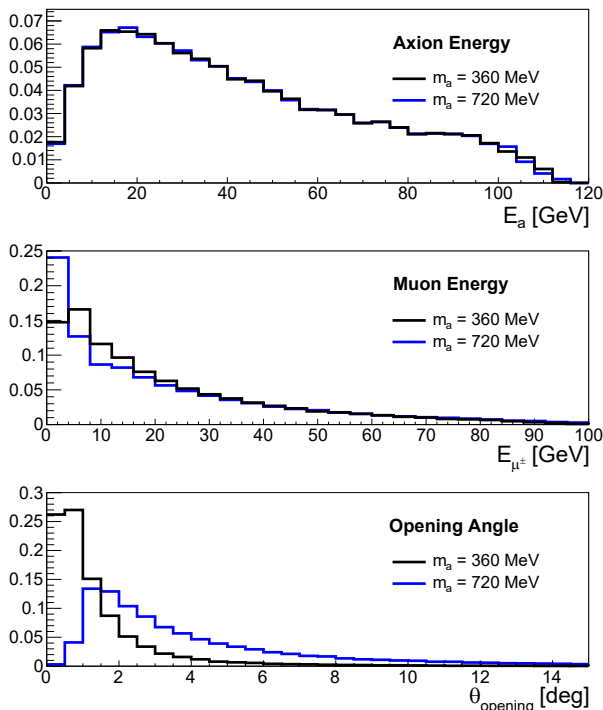 0.07
0.06
0.05
0.04
0.03
0.02
0.01
0
Axion Energy
m_a = 360 MeV
m_a = 720 MeV
0 20 40 60 80 100 120
E_a [GeV]
0.25
0.2
0.15
0.1
0.05
0
Muon Energy
m_a = 360 MeV
m_a = 720 MeV
0 10 20 30 40 50 60 70 80 90 100
E_μ± [GeV]
0.3
0.25
0.2
0.15
0.1
0.05
0
Opening Angle
m_a = 360 MeV
m_a = 720 MeV
0 2 4 6 8 10 12 14
θ_opening [deg]